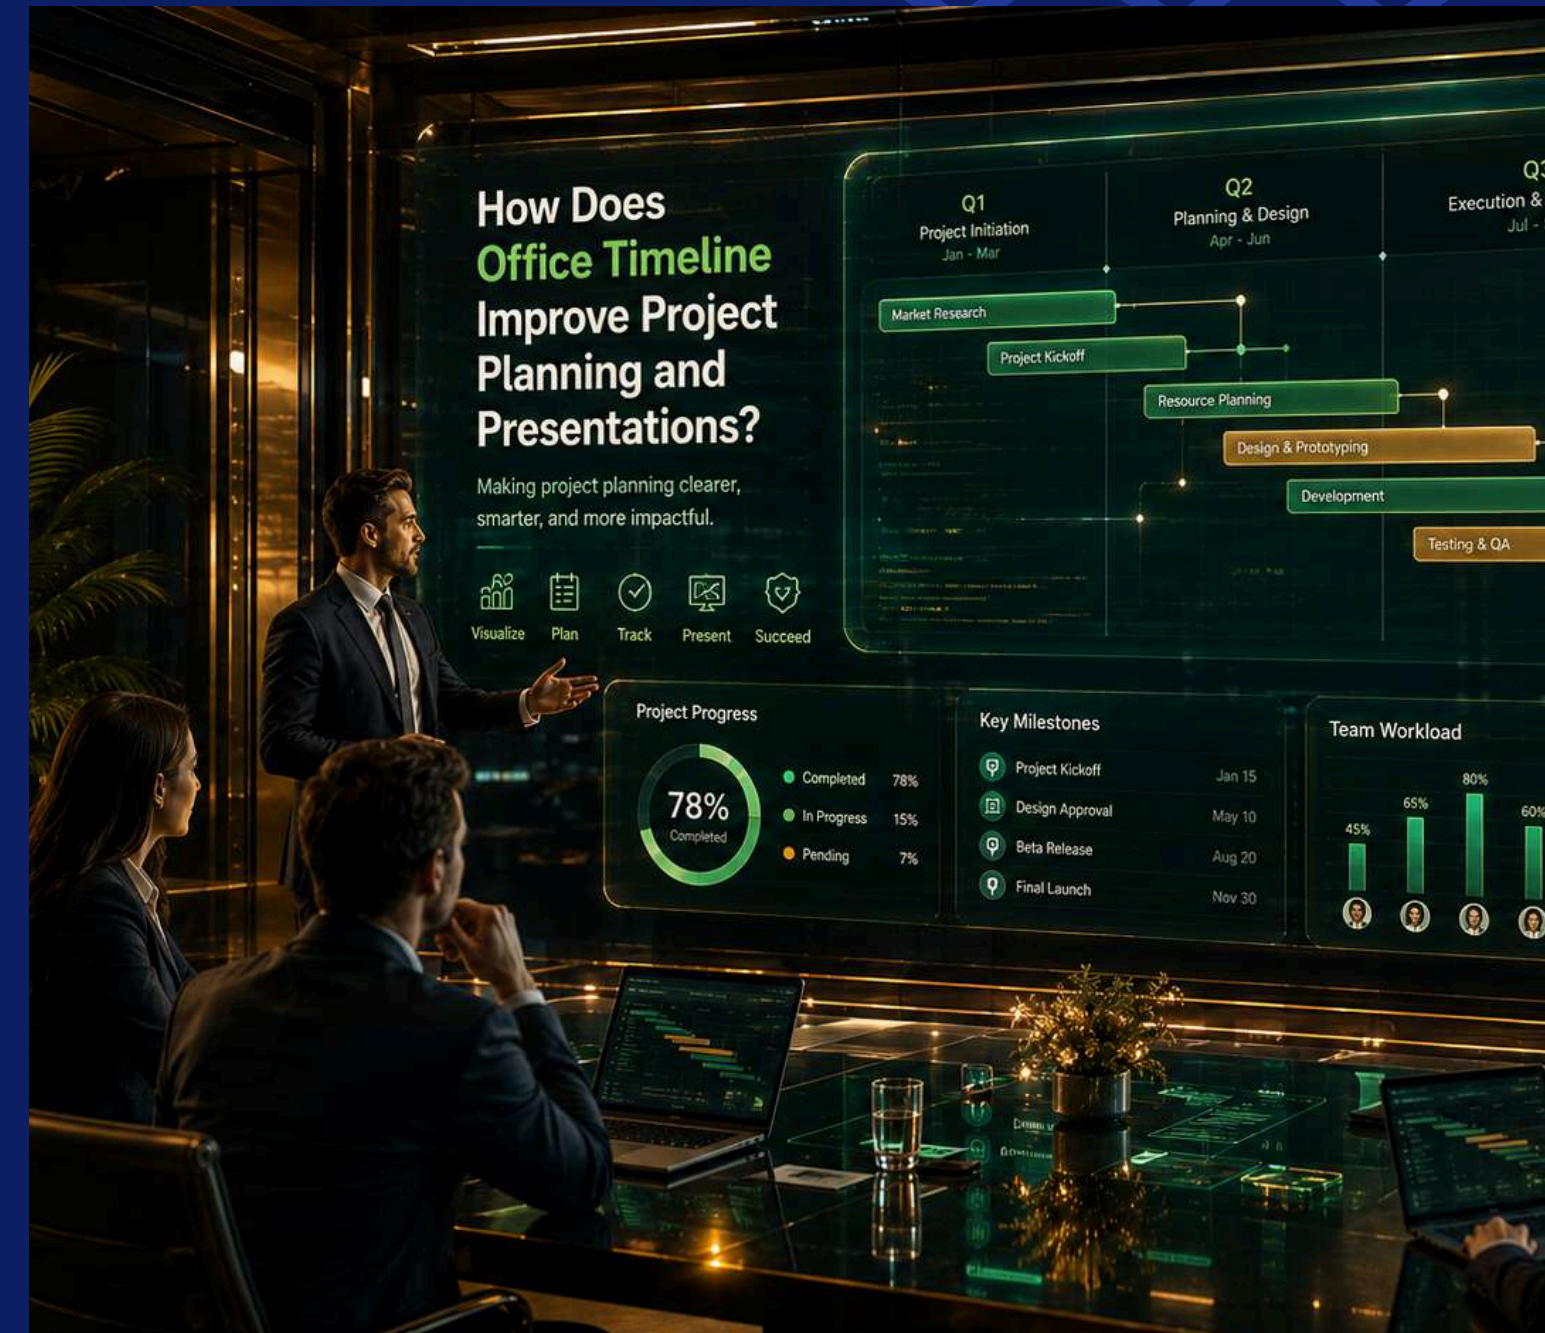 How Does
Office Timeline
Improve Project
Planning and
Presentations?
Making project planning clearer,
smarter, and more impactful.
Visualize
Plan
Track
Present
Succeed
Q1
Project Initiation
Jan - Mar
Q2
Planning & Design
Apr - Jun
Q3
Execution &
Jul -
Market Research
Project Kickoff
Resource Planning
Design & Prototyping
Development
Testing & QA
Project Progress
78%
Completed
Completed 78%
In Progress 15%
Pending 7%
Key Milestones
Project Kickoff Jan 15
Design Approval May 10
Beta Release Aug 20
Final Launch Nov 30
Team Workload
45%
65%
80%
60%